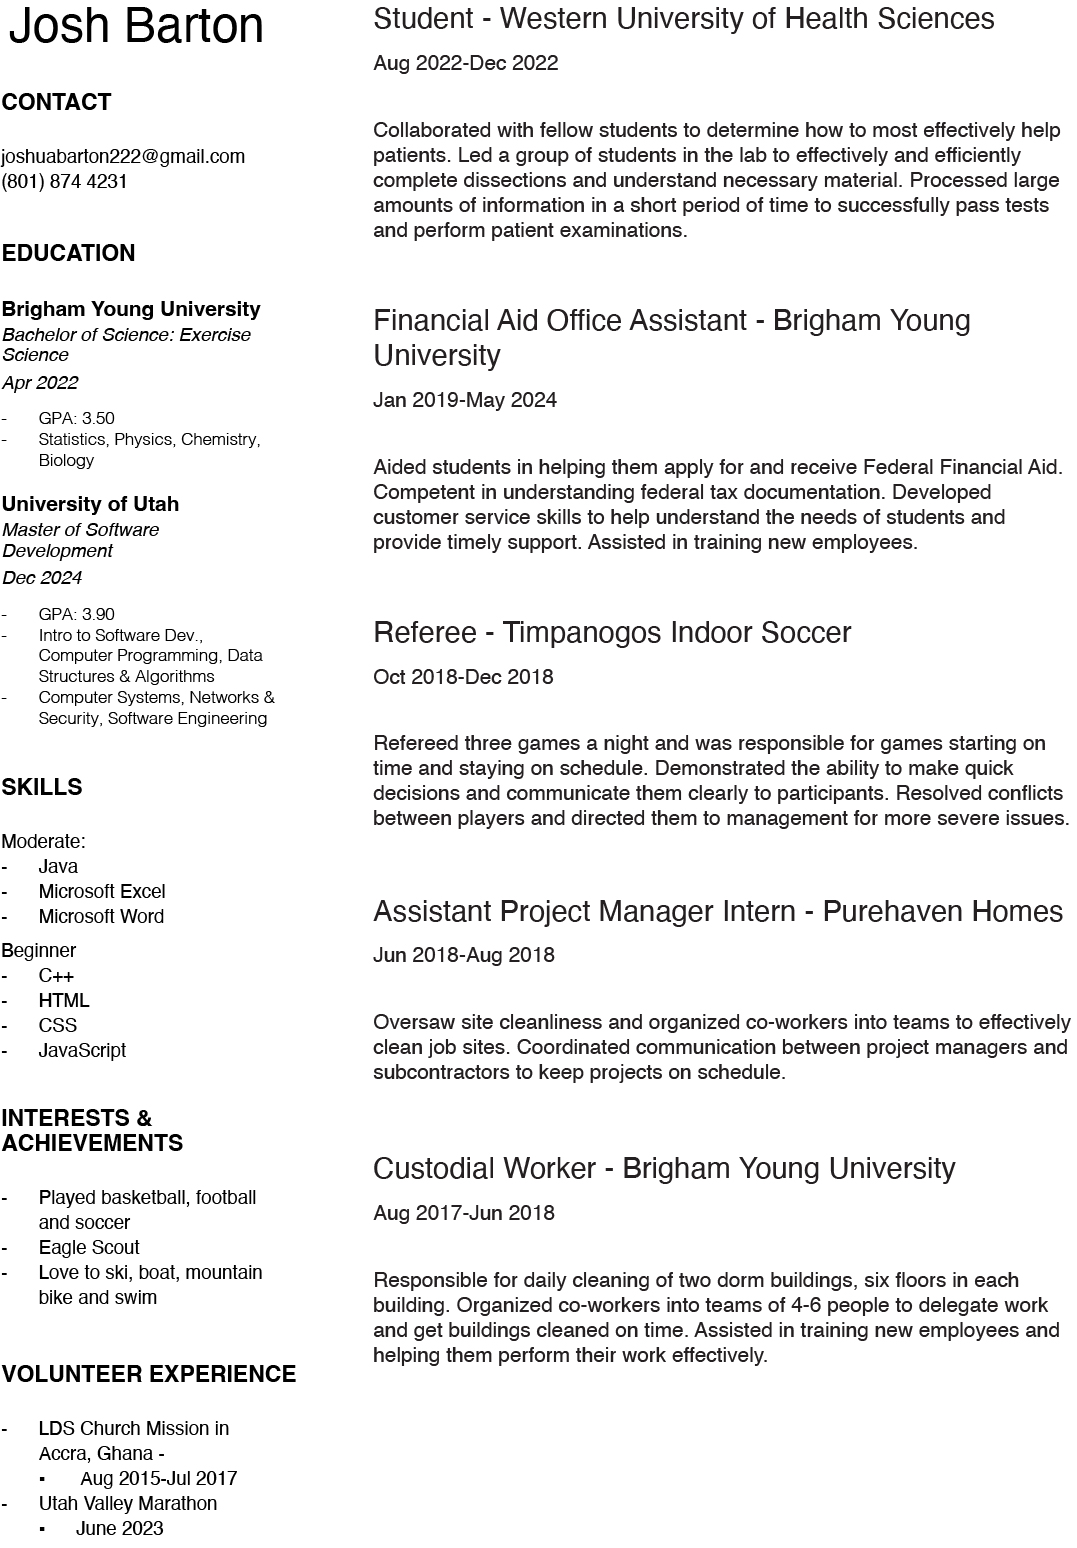 Josh Barton
CONTACT
joshuabarton222@gmail.com
(801) 874 4231
EDUCATION
Brigham Young University
Bachelor of Science: Exercise
Science
Apr 2022
- GPA: 3.50
- Statistics, Physics, Chemistry,
Biology
University of Utah
Master of Software
Development
Dec 2024
- GPA: 3.90
- Intro to Software Dev.,
Computer Programming, Data
Structures & Algorithms
- Computer Systems, Networks &
Security, Software Engineering
SKILLS
Moderate:
- Java
- Microsoft Excel
- Microsoft Word
Beginner
- C++
- HTML
- CSS
- JavaScript
INTERESTS &
ACHIEVEMENTS
- Played basketball, football
and soccer
- Eagle Scout
- Love to ski, boat, mountain
bike and swim
VOLUNTEER EXPERIENCE
- LDS Church Mission in
Accra, Ghana -
▪ Aug 2015-Jul 2017
- Utah Valley Marathon
▪ June 2023
Student - Western University of Health Sciences
Aug 2022-Dec 2022
Collaborated with fellow students to determine how to most effectively help
patients. Led a group of students in the lab to effectively and efficiently
complete dissections and understand necessary material. Processed large
amounts of information in a short period of time to successfully pass tests
and perform patient examinations.
Financial Aid Office Assistant - Brigham Young
University
Jan 2019-May 2024
Aided students in helping them apply for and receive Federal Financial Aid.
Competent in understanding federal tax documentation. Developed
customer service skills to help understand the needs of students and
provide timely support. Assisted in training new employees.
Referee - Timpanogos Indoor Soccer
Oct 2018-Dec 2018
Refereed three games a night and was responsible for games starting on
time and staying on schedule. Demonstrated the ability to make quick
decisions and communicate them clearly to participants. Resolved conflicts
between players and directed them to management for more severe issues.
Assistant Project Manager Intern - Purehaven Homes
Jun 2018-Aug 2018
Oversaw site cleanliness and organized co-workers into teams to effectively
clean job sites. Coordinated communication between project managers and
subcontractors to keep projects on schedule.
Custodial Worker - Brigham Young University
Aug 2017-Jun 2018
Responsible for daily cleaning of two dorm buildings, six floors in each
building. Organized co-workers into teams of 4-6 people to delegate work
and get buildings cleaned on time. Assisted in training new employees and
helping them perform their work effectively.